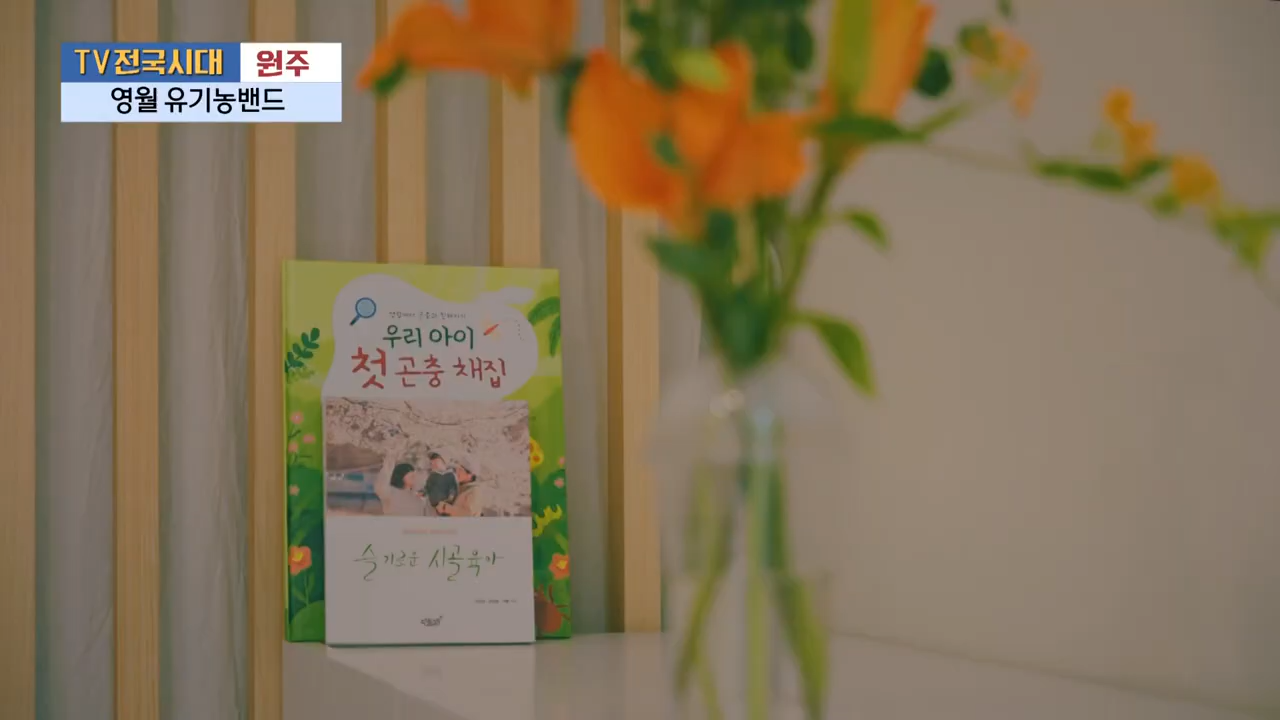 TV전국시대 원주
영월 유기농밴드
우리 아이
첫 곤충 채집
슬기로운 시골 육아